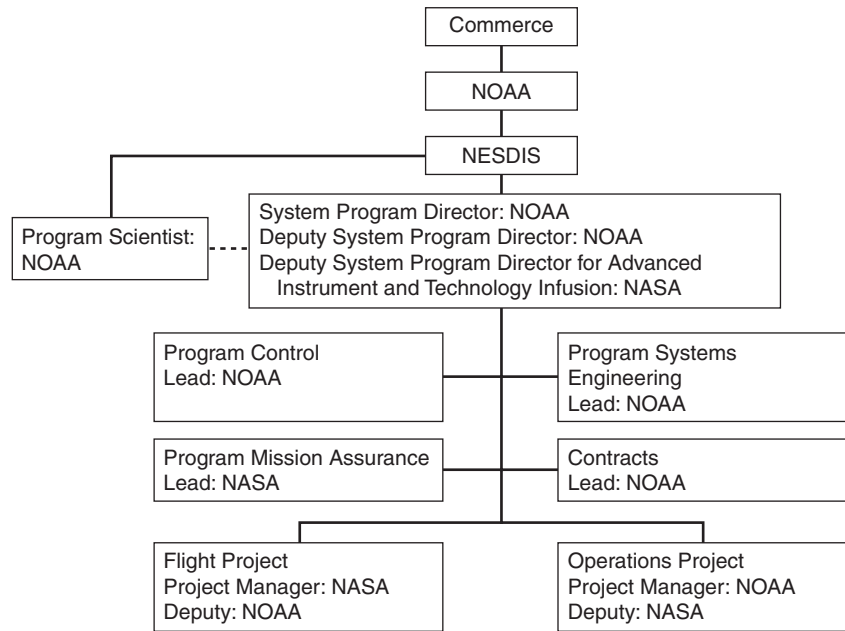 Commerce
NOAA
NESDIS
Program Scientist:
NOAA
System Program Director: NOAA
Deputy System Program Director: NOAA
Deputy System Program Director for Advanced
Instrument and Technology Infusion: NASA
Program Control
Lead: NOAA
Program Systems
Engineering
Lead: NOAA
Program Mission Assurance
Lead: NASA
Contracts
Lead: NOAA
Flight Project
Project Manager: NASA
Deputy: NOAA
Operations Project
Project Manager: NOAA
Deputy: NASA